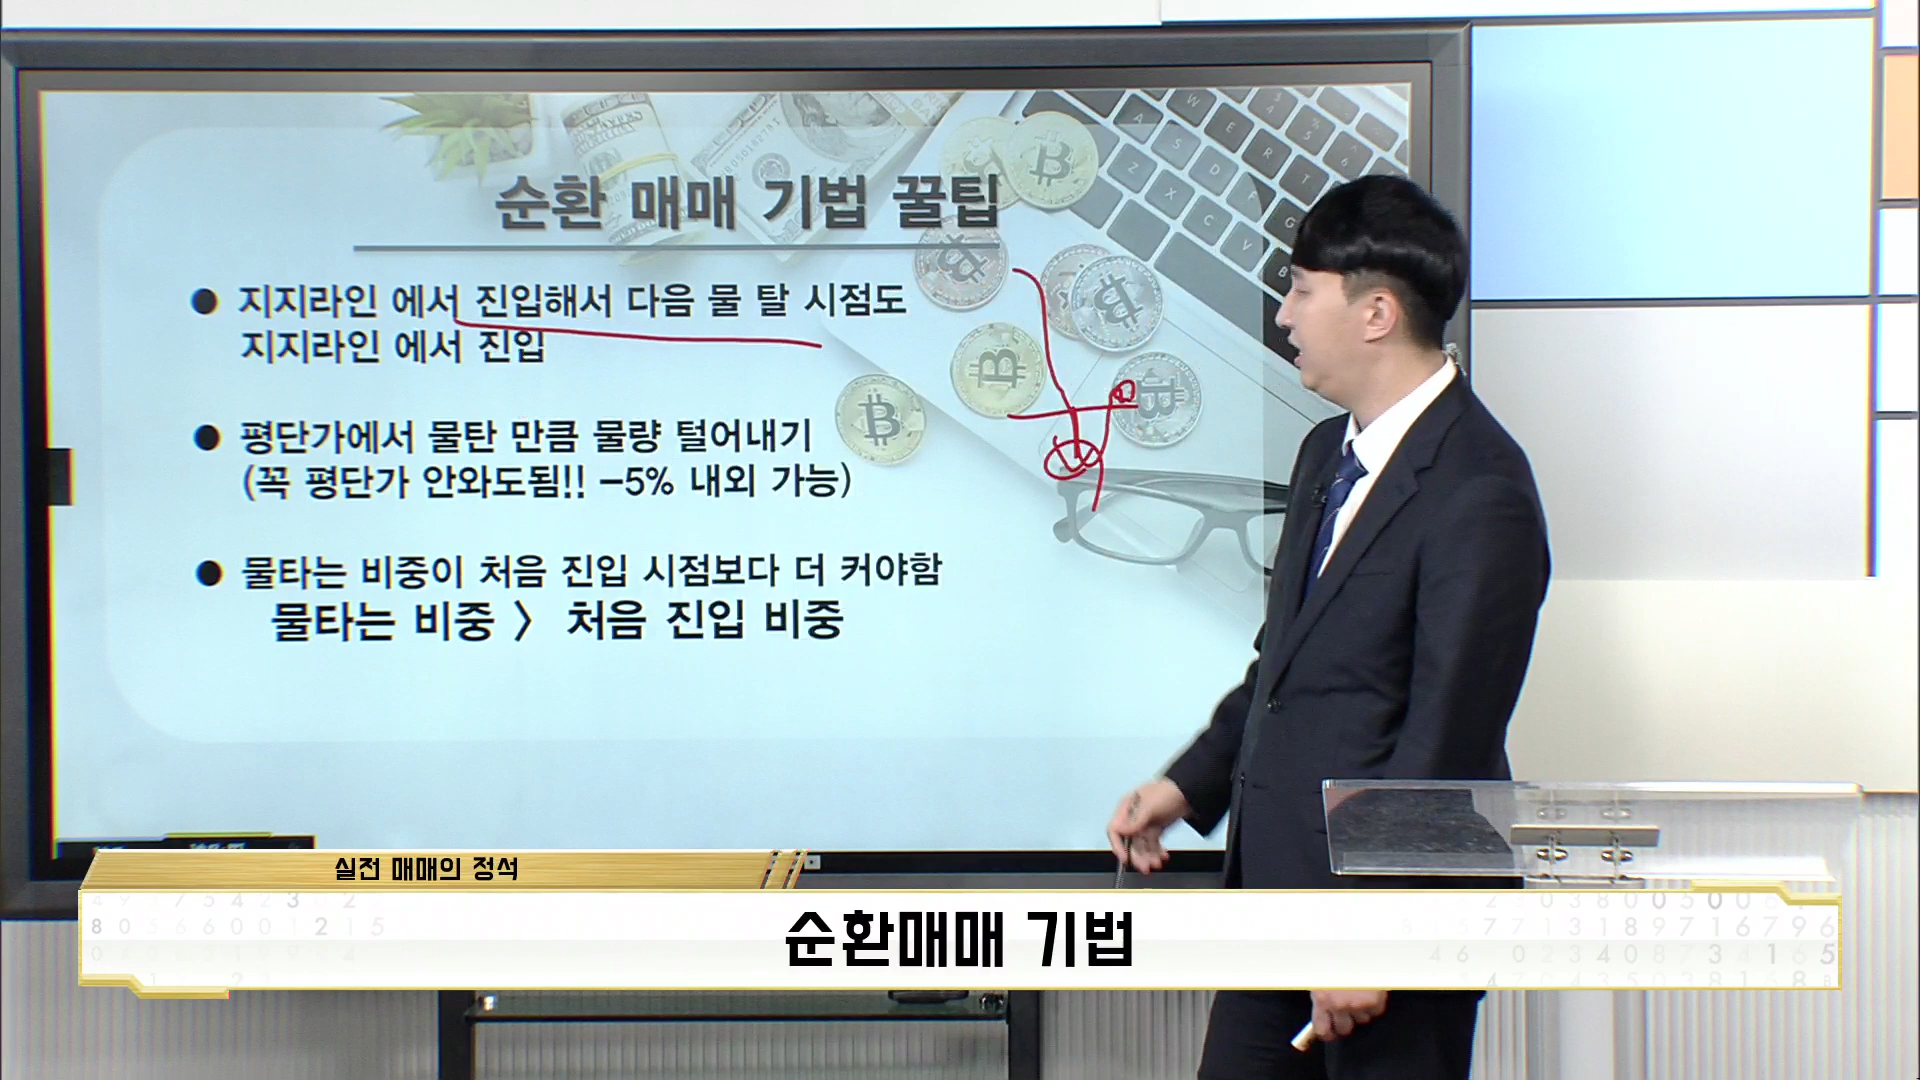 순환 매매 기법 꿀팁
● 지지라인 에서 진입해서 다음 물 탈 시점도
지지라인 에서 진입
● 평단가에서 물탄 만큼 물량 털어내기
(꼭 평단가 안와도됨!! -5% 내외 가능)
● 물타는 비중이 처음 진입 시점보다 더 커야함
물타는 비중 > 처음 진입 비중
실전 매매의 정석
순환매매 기법